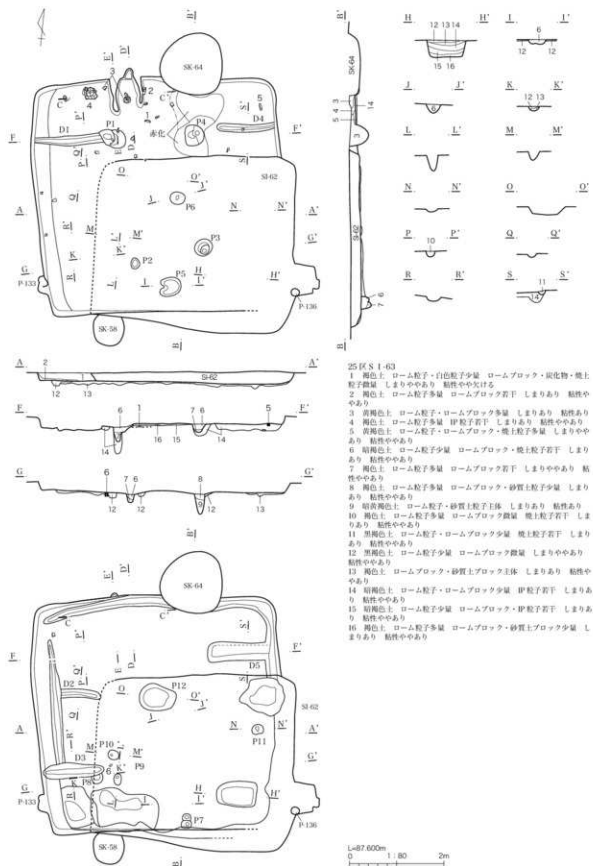 SK-64
赤化
P1
P4
D1
D4
SI-62
P6
P3
P2
P5
P-133
P-136
SK-58
SK-64
SI-62
25区SI-63
1 褐色土 ローム粒子・白色粒子少量 ロームブロック・炭化物・焼土
粒子微量 しまりややあり 粘性やや欠ける
2 褐色土 ローム粒子多量 ロームブロック若干 しまりあり 粘性や
やあり
3 黄褐色土 ローム粒子・ロームブロック多量 しまりあり 粘性あり
4 褐色土 ローム粒子多量 IP粒子若干 しまりあり 粘性ややあり
5 黄褐色土 ローム粒子・ロームブロック・焼土粒子多量 しまりやや
あり 粘性ややあり
6 暗褐色土 ローム粒子少量 ロームブロック・焼土粒子若干 しまり
あり 粘性ややあり
7 褐色土 ローム粒子多量 ロームブロック若干 しまりややあり 粘
性ややあり
8 褐色土 ローム粒子多量 ロームブロック・砂質土粒子少量 しまり
あり 粘性ややあり
9 暗黄褐色土 ローム粒子・砂質土粒子主体 しまりあり 粘性あり
10 褐色土 ローム粒子多量 ロームブロック微量 焼土粒子若干 しま
りあり 粘性ややあり
11 黒褐色土 ローム粒子・ロームブロック少量 焼土粒子若干 しまり
あり 粘性ややあり
12 黒褐色土 ローム粒子少量 ロームブロック微量 しまりややあり
粘性ややあり
13 褐色土 ロームブロック・砂質土ブロック主体 しまりあり 粘性や
やあり
14 暗褐色土 ローム粒子・ロームブロック少量 IP粒子若干 しまりあ
り 粘性ややあり
15 暗褐色土 ローム粒子少量 ロームブロック・IP粒子若干 しまりあ
り 粘性ややあり
16 褐色土 ローム粒子多量 ロームブロック・砂質土ブロック少量 し
まりあり 粘性ややあり
A A'
SI-62
F F'
G G'
SK-64
D5
D2
P12
SI-62
P11
P10
P9
D3
P8
P7
P-133
P-136
SK-58
L=87.600m
0 1:80 2m